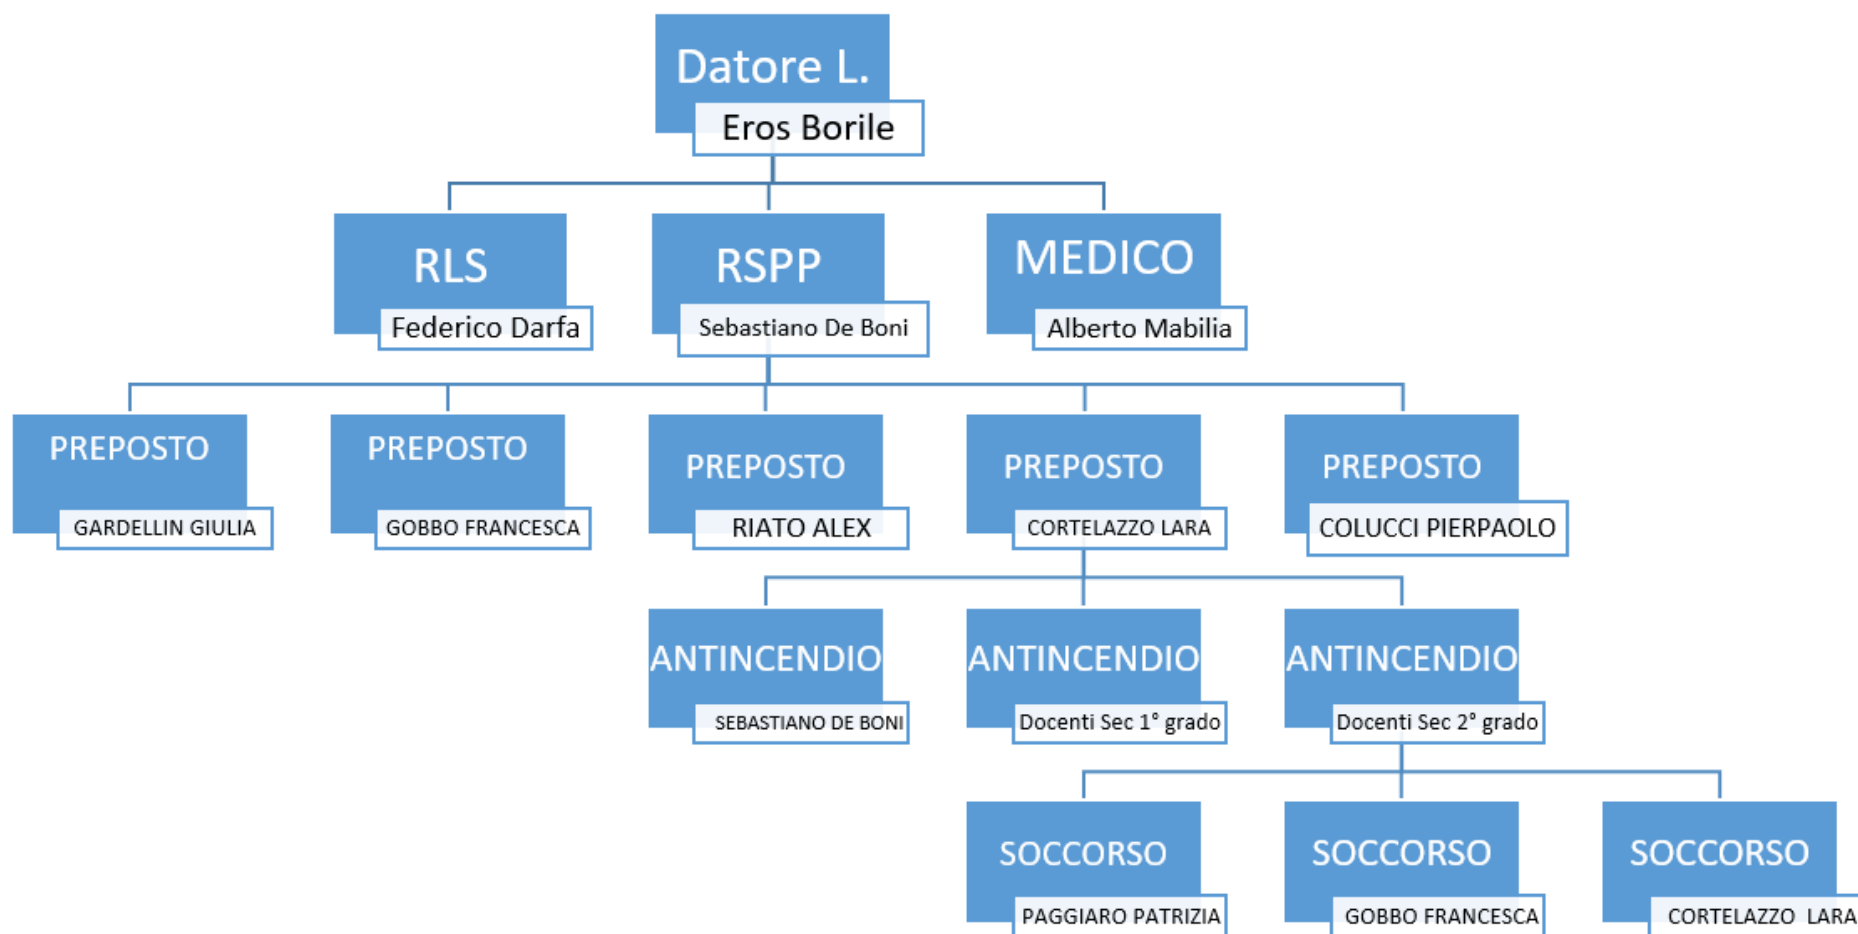 Datore L.
Eros Borile
RLS
Federico Darfa
RSPP
Sebastiano De Boni
MEDICO
Alberto Mabilia
PREPOSTO
GARDELLIN GIULIA
PREPOSTO
GOBBO FRANCESCA
PREPOSTO
RIATO ALEX
PREPOSTO
CORTELAZZO LARA
PREPOSTO
COLUCCI PIERPAOLO
ANTINCENDIO
SEBASTIANO DE BONI
ANTINCENDIO
Docenti Sec 1° grado
ANTINCENDIO
Docenti Sec 2° grado
SOCCORSO
PAGGIARO PATRIZIA
SOCCORSO
GOBBO FRANCESCA
SOCCORSO
CORTELAZZO LARA